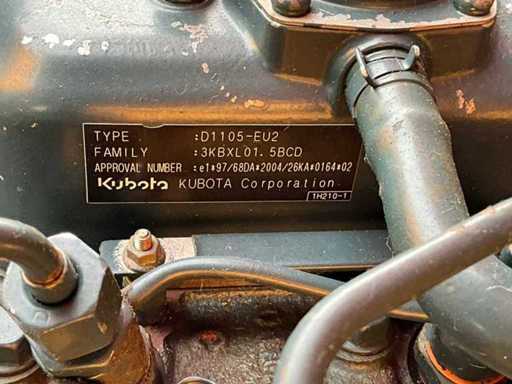 TYPE :D1105-EU2
FAMILY :3KBXL01.5BCD
APPROVAL NUMBER :e1*97/68DA*2004/26KA*0164*02
Kubota KUBOTA Corporation
1H210-1